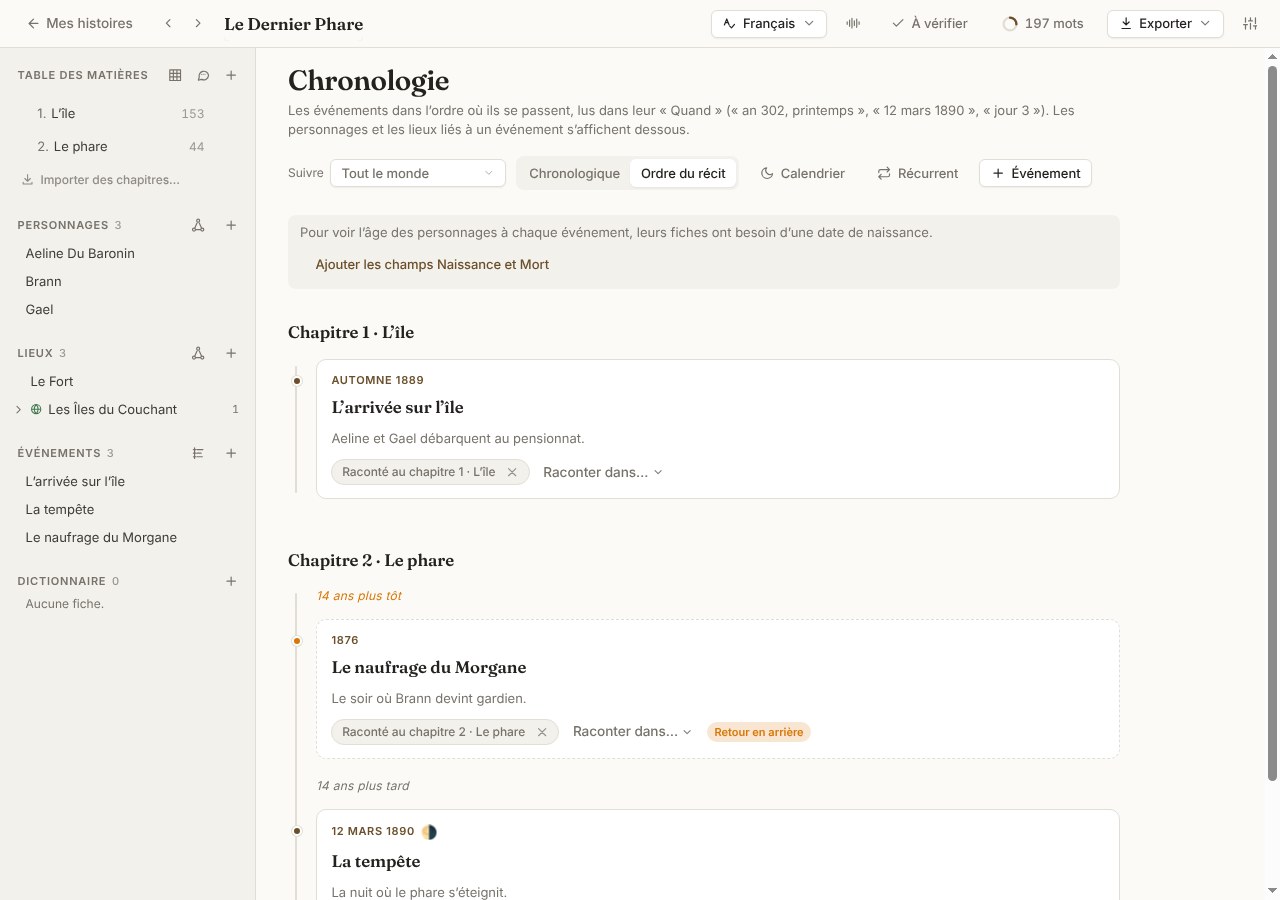 Mes histoires
Le Dernier Phare
Français
À vérifier
197 mots
Exporter
TABLE DES MATIÈRES
1. L’île 153
2. Le phare 44
Importer des chapitres…
PERSONNAGES 3
Aeline Du Baronin
Brann
Gael
LIEUX 3
Le Fort
Les Îles du Couchant 1
ÉVÉNEMENTS 3
L’arrivée sur l’île
La tempête
Le naufrage du Morgane
DICTIONNAIRE 0
Aucune fiche.
Chronologie
Les événements dans l’ordre où ils se passent, lus dans leur « Quand » (« an 302, printemps », « 12 mars 1890 », « jour 3 »). Les
personnages et les lieux liés à un événement s’affichent dessous.
Suivre Tout le monde Chronologique Ordre du récit Calendrier Récurrent Événement
Pour voir l’âge des personnages à chaque événement, leurs fiches ont besoin d’une date de naissance.
Ajouter les champs Naissance et Mort
Chapitre 1 · L’île
AUTOMNE 1889
L’arrivée sur l’île
Aeline et Gael débarquent au pensionnat.
Raconté au chapitre 1 · L’île Raconter dans…
Chapitre 2 · Le phare
14 ans plus tôt
1876
Le naufrage du Morgane
Le soir où Brann devint gardien.
Raconté au chapitre 2 · Le phare Raconter dans… Retour en arrière
14 ans plus tard
12 MARS 1890
La tempête
La nuit où le phare s’éteignit.